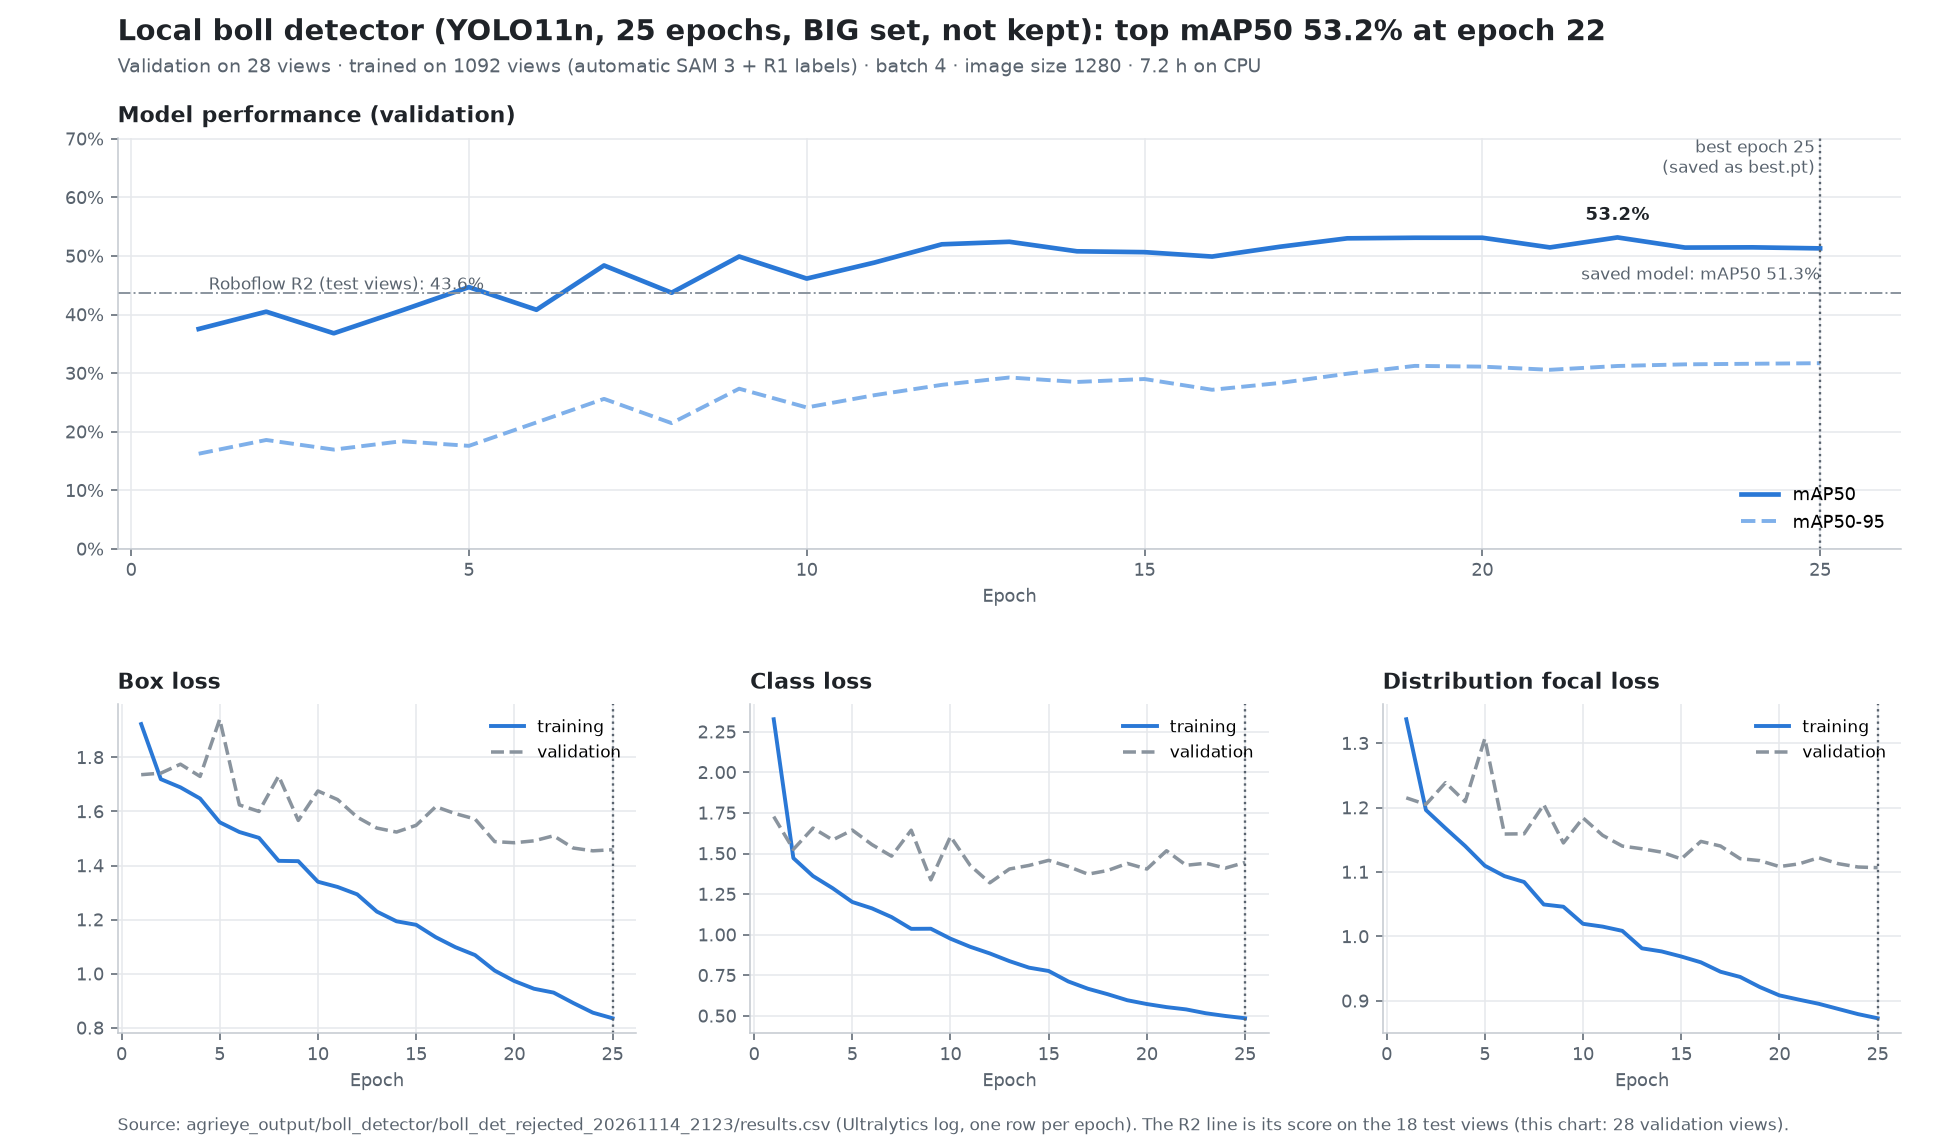 Local boll detector (YOLO11n, 25 epochs, BIG set, not kept): top mAP50 53.2% at epoch 22
Validation on 28 views · trained on 1092 views (automatic SAM 3 + R1 labels) · batch 4 · image size 1280 · 7.2 h on CPU
Model performance (validation)
70%
60%
50%
40%
30%
20%
10%
0%
best epoch 25
(saved as best.pt)
53.2%
Roboflow R2 (test views): 43.6%
saved model: mAP50 51.3%
mAP50
mAP50-95
0 5 10 15 20 25
Epoch
Box loss
training
validation
1.8
1.6
1.4
1.2
1.0
0.8
0 5 10 15 20 25
Epoch
Class loss
training
validation
2.25
2.00
1.75
1.50
1.25
1.00
0.75
0.50
0 5 10 15 20 25
Epoch
Distribution focal loss
training
validation
1.3
1.2
1.1
1.0
0.9
0 5 10 15 20 25
Epoch
Source: agrieye_output/boll_detector/boll_det_rejected_20261114_2123/results.csv (Ultralytics log, one row per epoch). The R2 line is its score on the 18 test views (this chart: 28 validation views).